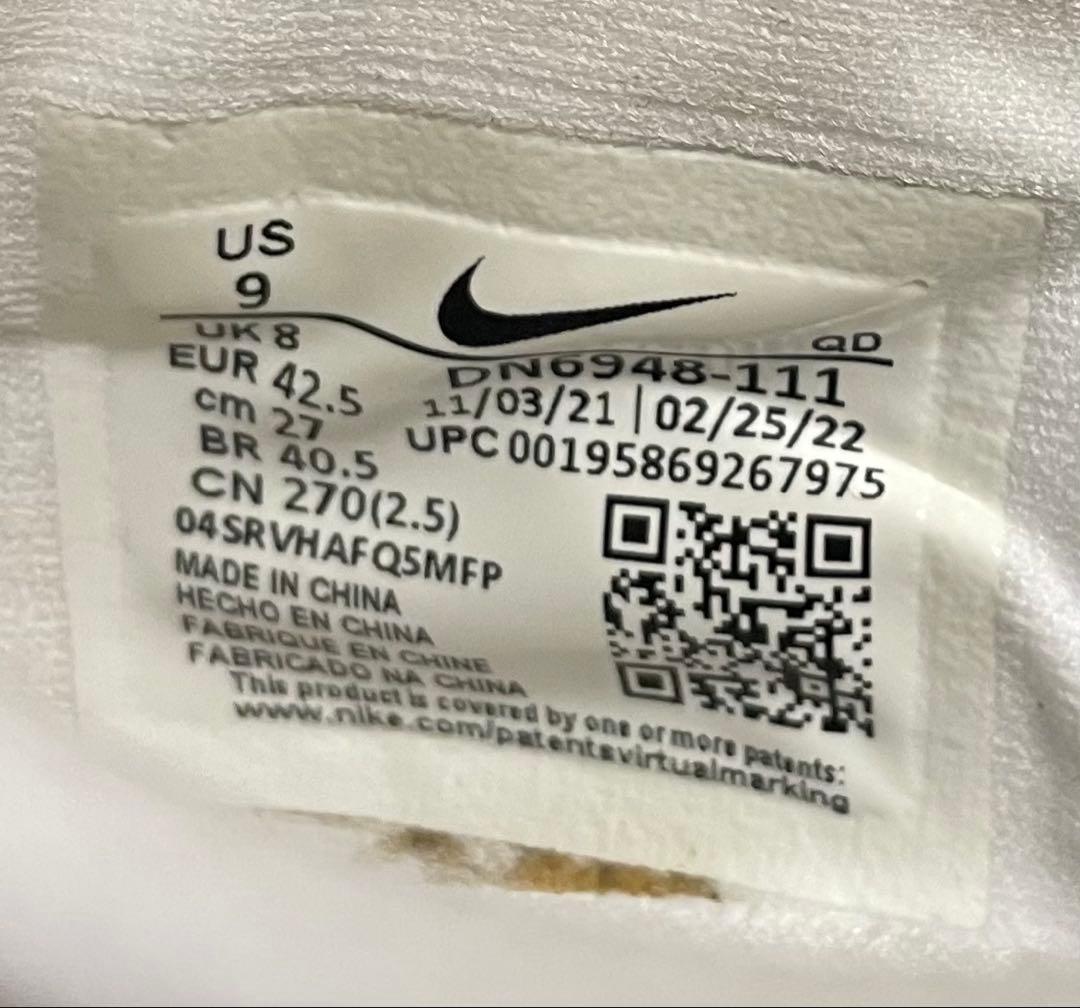 US
9
UK 8
EUR 42.5
cm 27
BR 40.5
CN 270(2.5)
04SRVHAFQ5MFP
QD
DN6948-111
11/03/21 | 02/25/22
UPC 00195869267975
MADE IN CHINA
HECHO EN CHINA
FABRIQUE EN CHINE
FABRICADO NA CHINA
This product is covered by one or more patents:
www.nike.com/patentsvirtualmarking